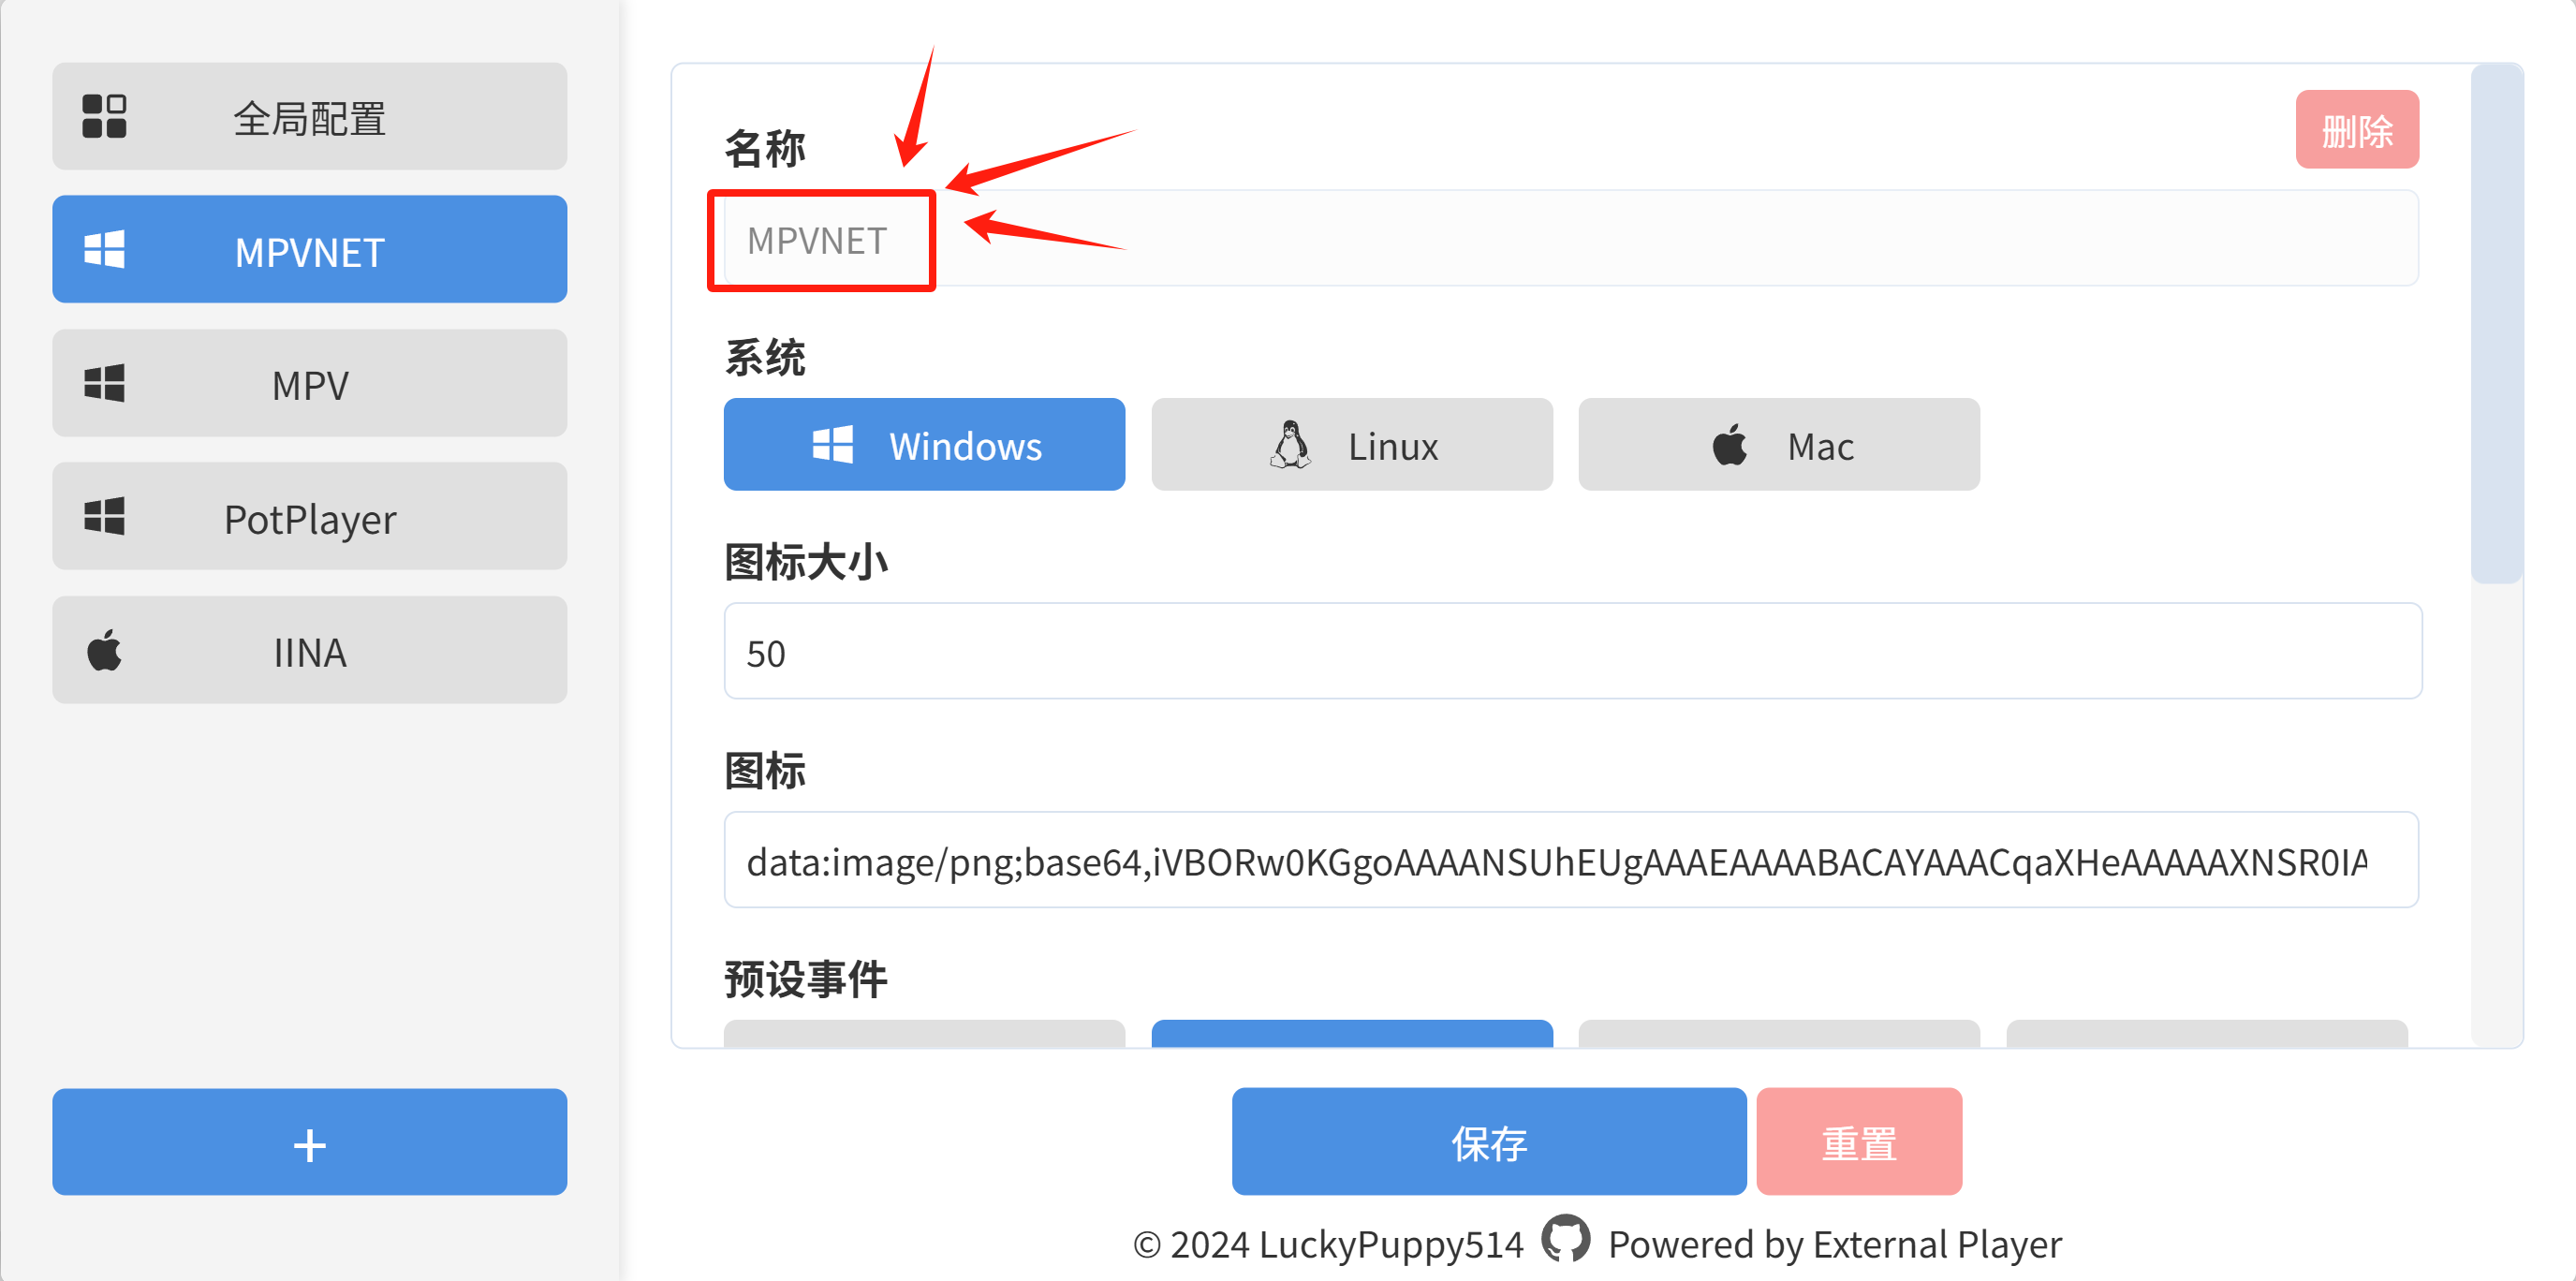 全局配置
MPVNET
MPV
PotPlayer
IINA
+
名称
删除
MPVNET
系统
Windows
Linux
Mac
图标大小
50
图标
data:image/png;base64,iVBORw0KGgoAAAANSUhEUgAAAEAAAABACAYAAACqaXHeAAAAAXNSR0IA
预设事件
保存
重置
© 2024 LuckyPuppy514 Powered by External Player